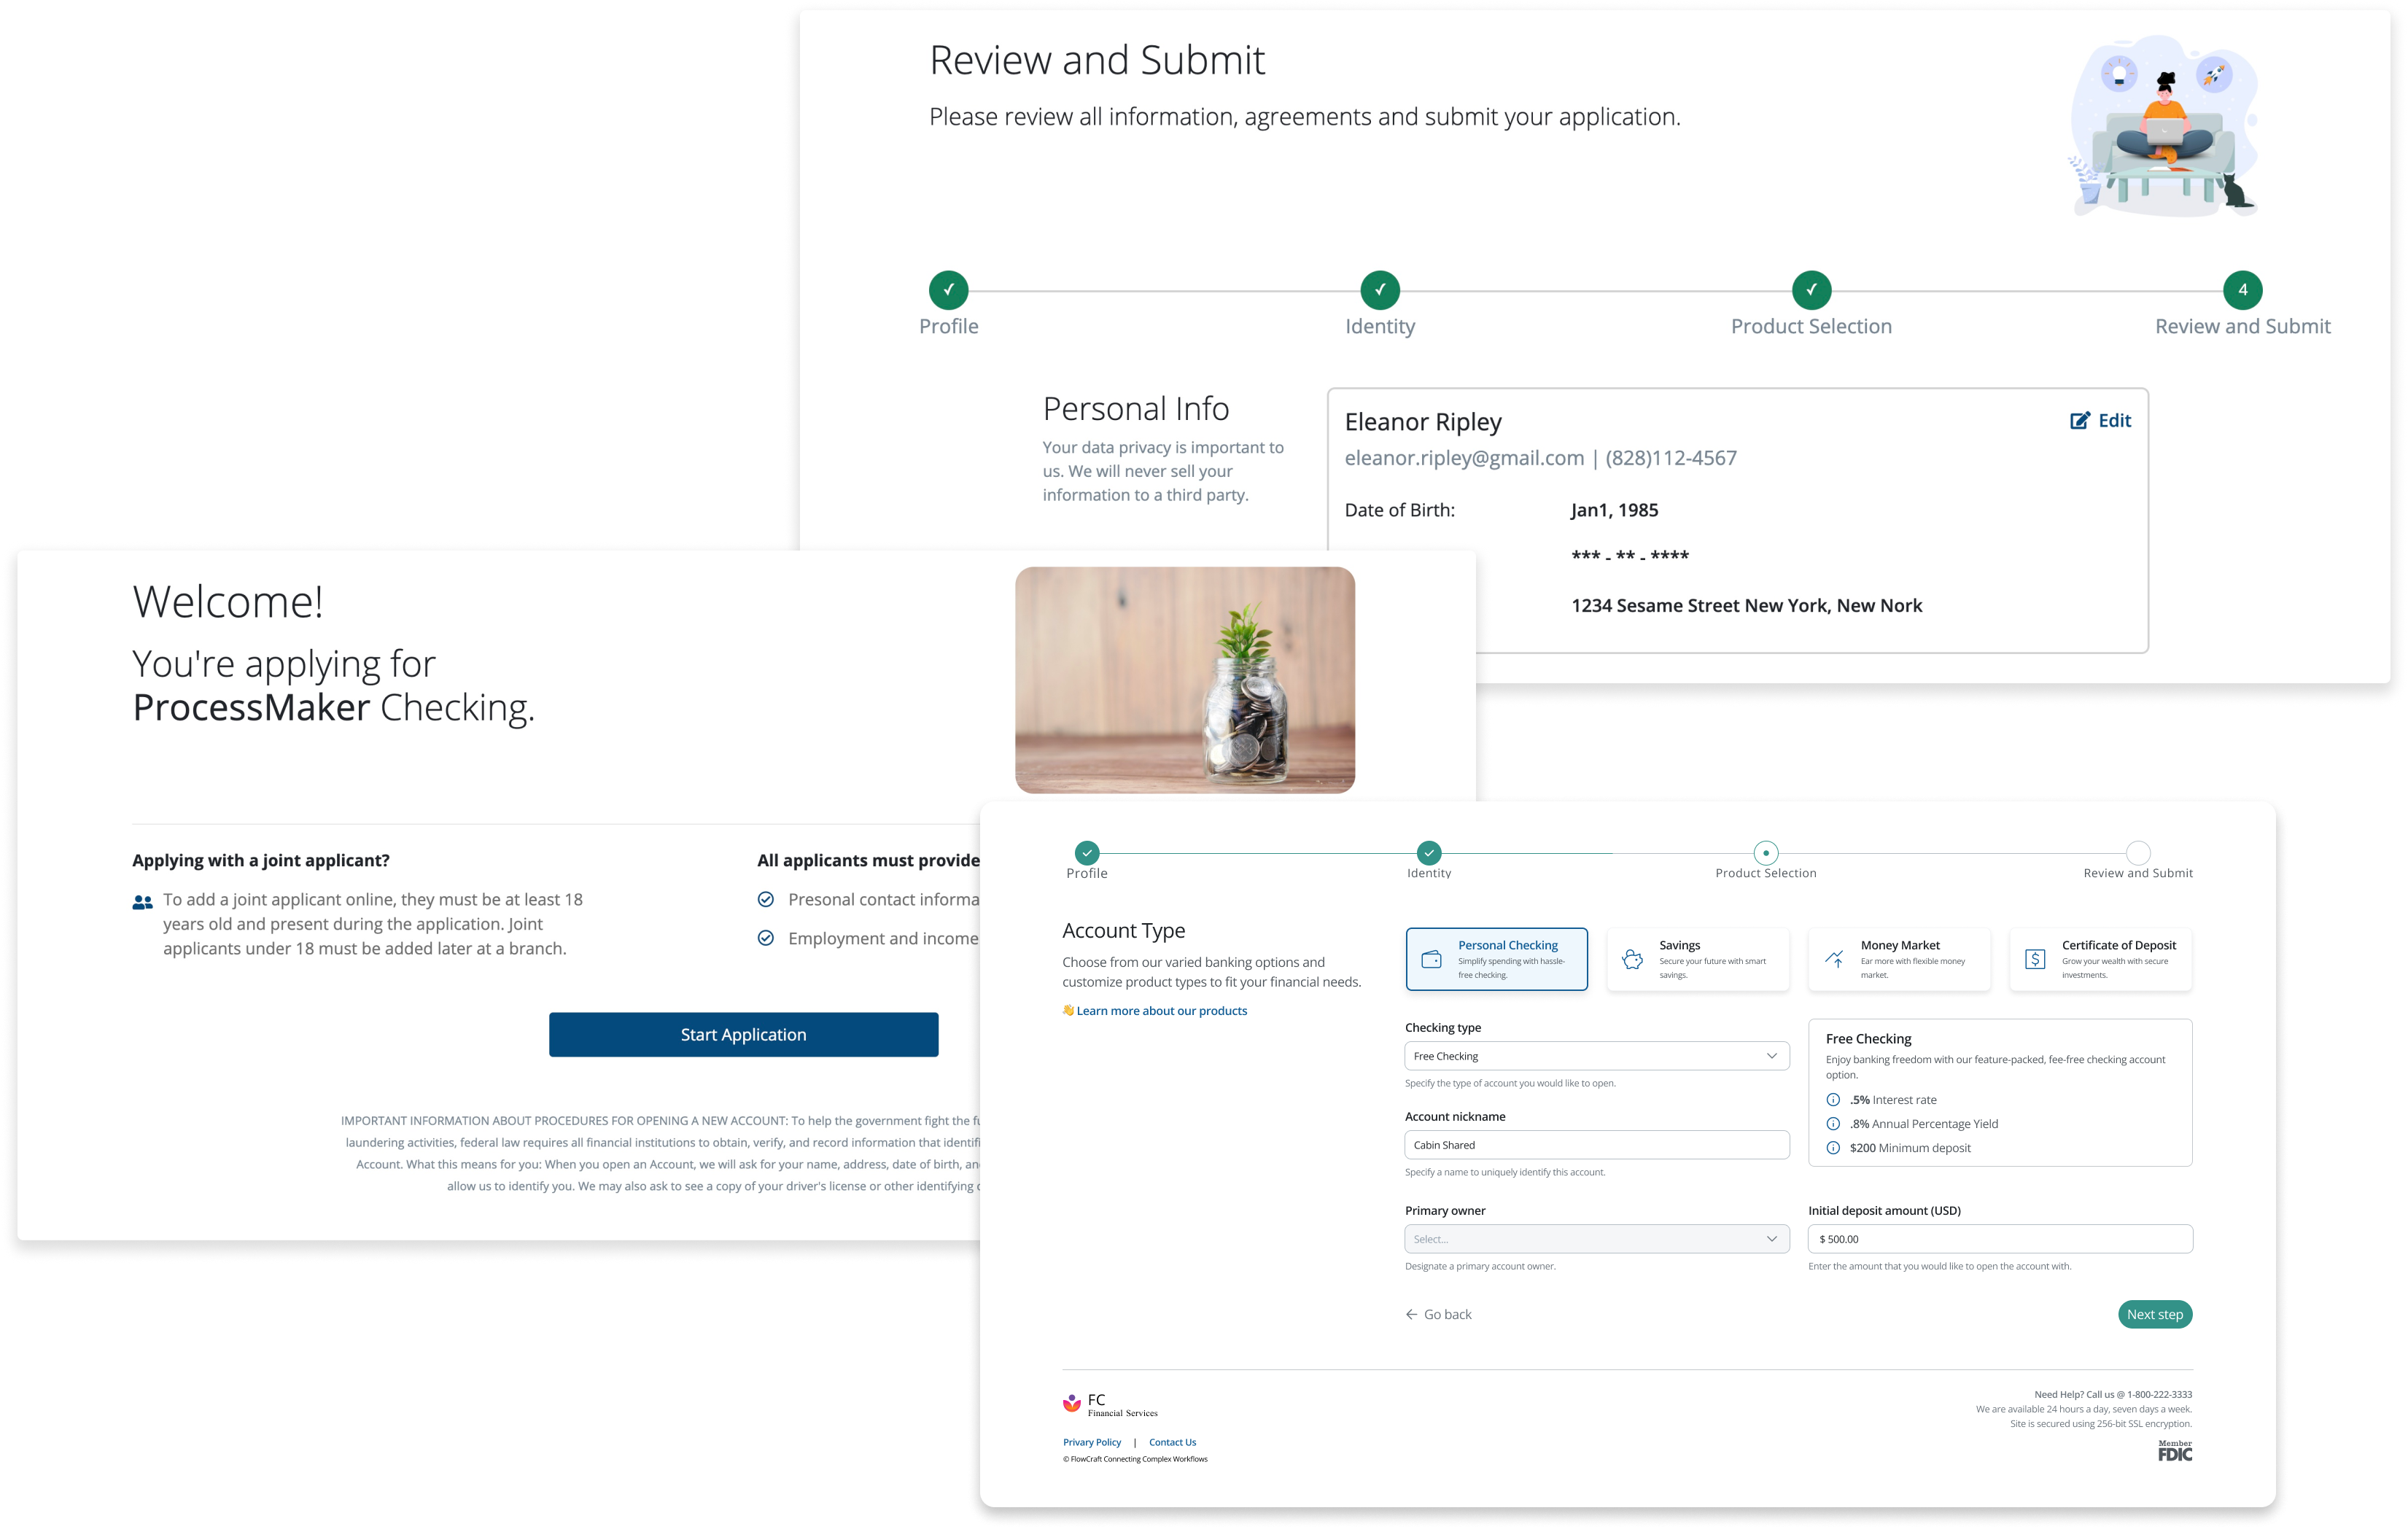 Review and Submit
Please review all information, agreements and submit your application.
Profile
Identity
Product Selection
4
Review and Submit
Personal Info
Your data privacy is important to
us. We will never sell your
information to a third party.
Eleanor Ripley
Edit
eleanor.ripley@gmail.com | (828)112-4567
Date of Birth:
Jan1, 1985
*** - ** - ****
1234 Sesame Street New York, New Nork
Welcome!
You're applying for
ProcessMaker Checking.
Applying with a joint applicant?
To add a joint applicant online, they must be at least 18
years old and present during the application. Joint
applicants under 18 must be added later at a branch.
All applicants must provide
Presonal contact informa
Employment and income
Start Application
IMPORTANT INFORMATION ABOUT PROCEDURES FOR OPENING A NEW ACCOUNT: To help the government fight the fu
laundering activities, federal law requires all financial institutions to obtain, verify, and record information that identifi
Account. What this means for you: When you open an Account, we will ask for your name, address, date of birth, an
allow us to identify you. We may also ask to see a copy of your driver's license or other identifying
Profile
Identity
Product Selection
Review and Submit
Account Type
Choose from our varied banking options and
customize product types to fit your financial needs.
👋 Learn more about our products
Personal Checking
Simplify spending with hassle-
free checking.
Savings
Secure your future with smart
savings.
Money Market
Ear more with flexible money
market.
Certificate of Deposit
Grow your wealth with secure
investments.
Checking type
Free Checking
Specify the type of account you would like to open.
Account nickname
Cabin Shared
Specify a name to uniquely identify this account.
Free Checking
Enjoy banking freedom with our feature-packed, fee-free checking account
option.
.5% Interest rate
.8% Annual Percentage Yield
$200 Minimum deposit
Primary owner
Select...
Designate a primary account owner.
Initial deposit amount (USD)
$ 500.00
Enter the amount that you would like to open the account with.
Go back
Next step
FC
Financial Services
Privary Policy | Contact Us
© FlowCraft Connecting Complex Workflows
Need Help? Call us @ 1-800-222-3333
We are available 24 hours a day, seven days a week.
Site is secured using 256-bit SSL encryption.
Member
FDIC